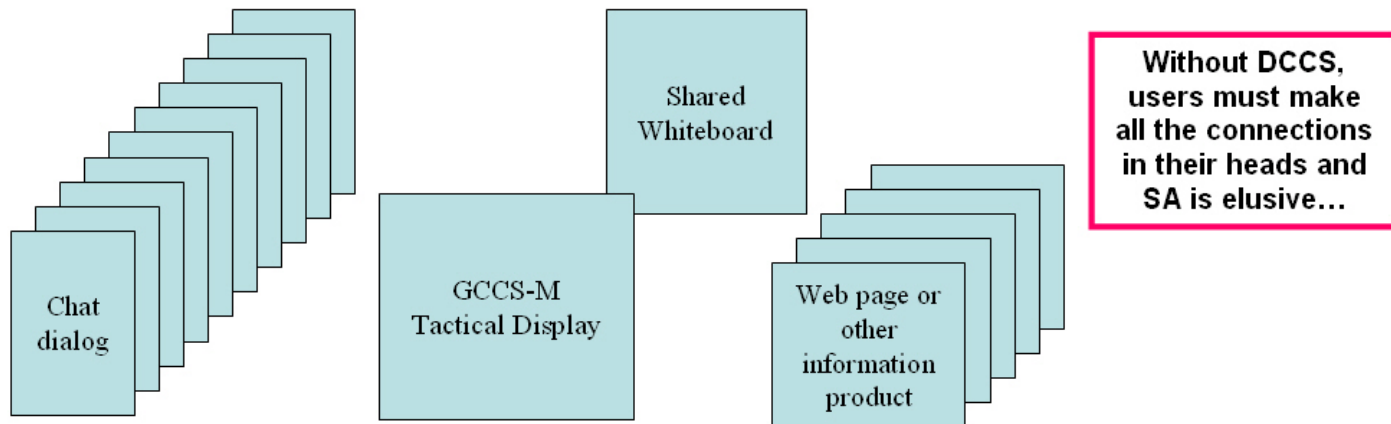 Chat
dialog
GCCS-M
Tactical Display
Shared
Whiteboard
Web page or
other
information
product
Without DCCS,
users must make
all the connections
in their heads and
SA is elusive…